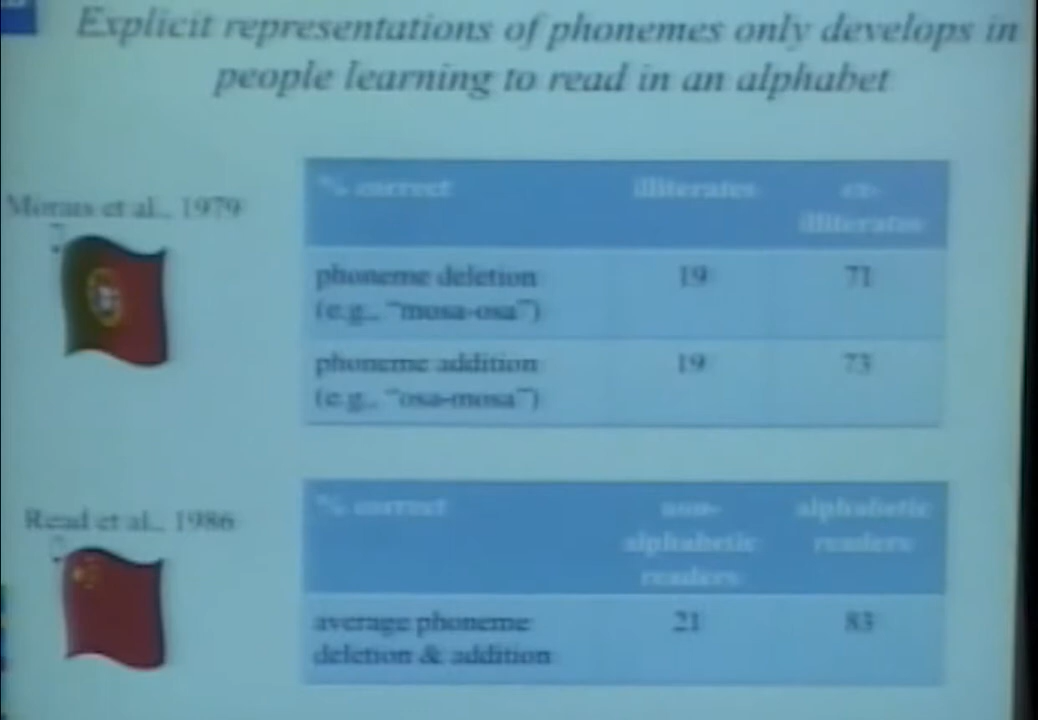 Explicit representations of phonemes only develops in
people learning to read in an alphabet
Morais et al., 1979
% correct illiterates ex-
illiterates
phoneme deletion 19 71
(e.g., "mosa-osa")
phoneme addition 19 73
(e.g., "osa-mosa")
Read et al., 1986
% correct non- alphabetic
alphabetic readers
readers
average phoneme 21 83
deletion & addition